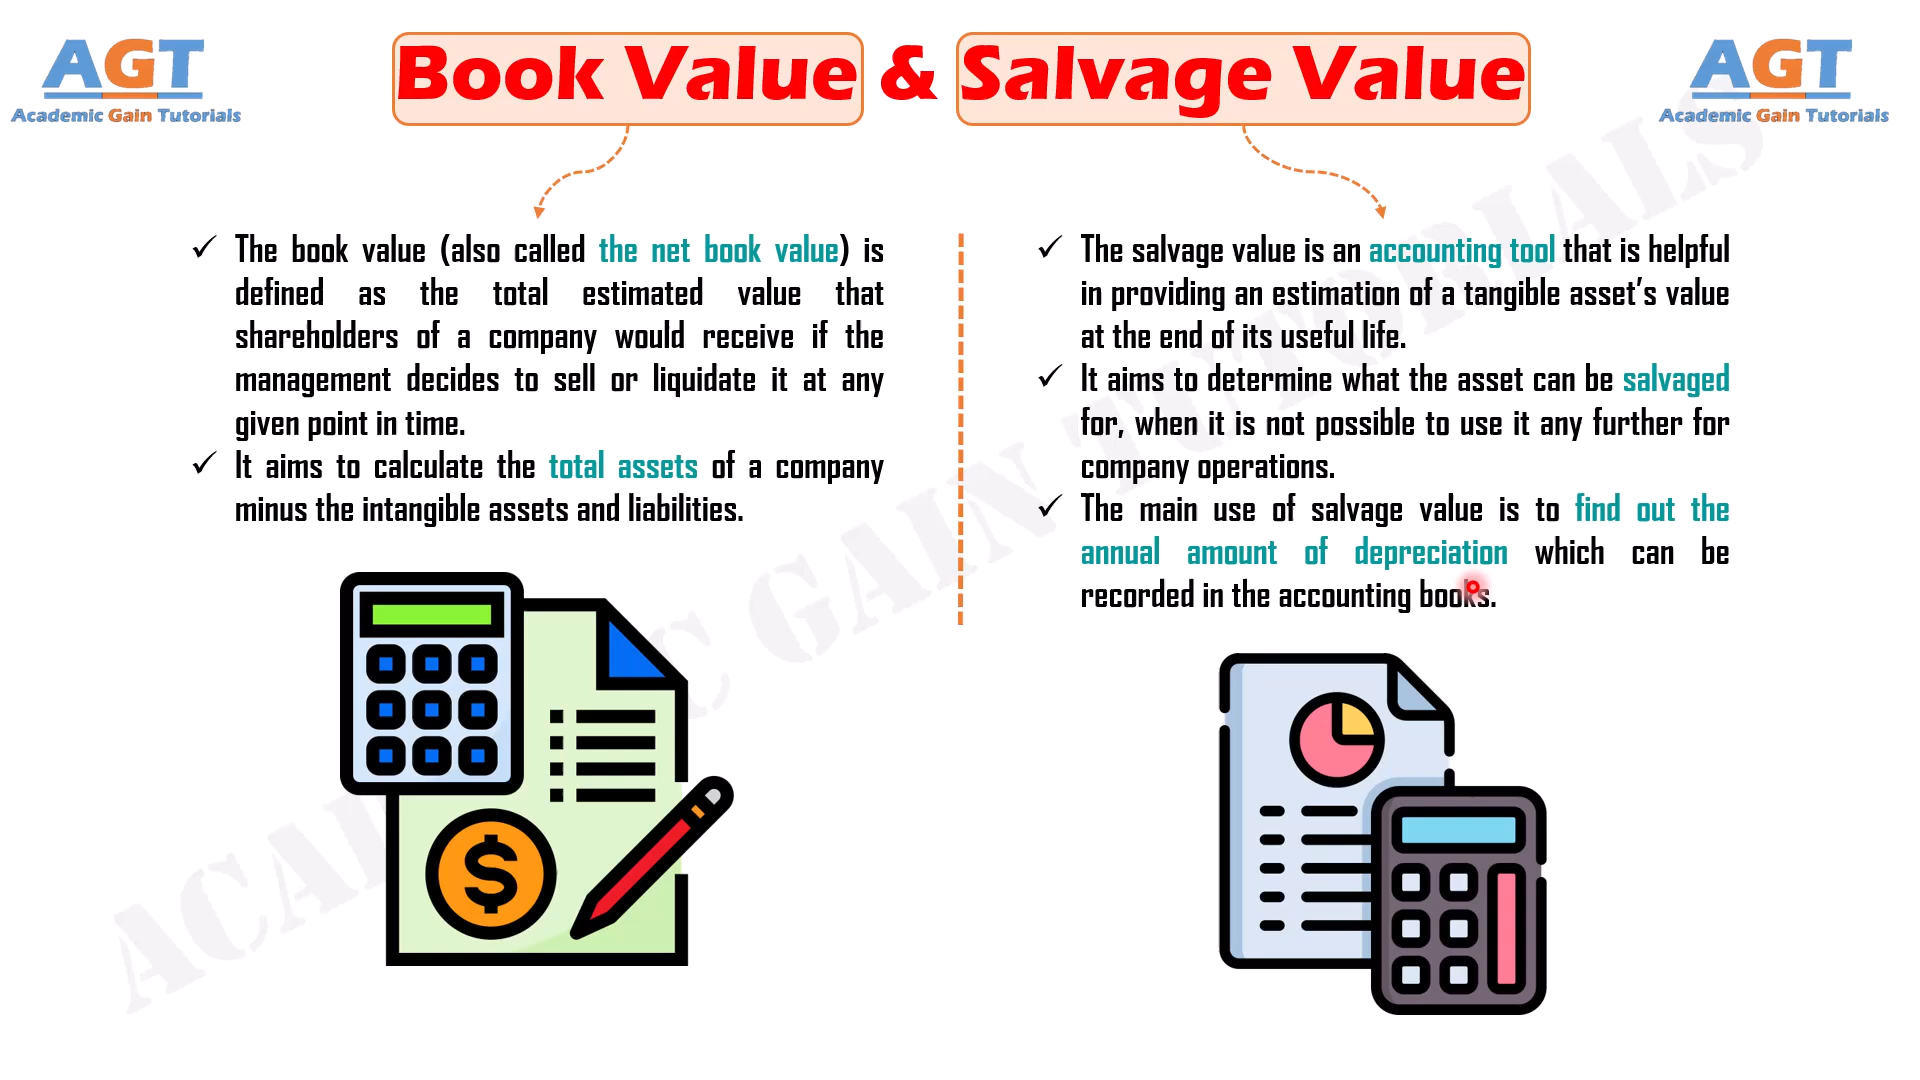 AGT
Academic Gain Tutorials
Book Value & Salvage Value
AGT
Academic Gain Tutorials
✓ The book value (also called the net book value) is
defined as the total estimated value that
shareholders of a company would receive if the
management decides to sell or liquidate it at any
given point in time.
✓ It aims to calculate the total assets of a company
minus the intangible assets and liabilities.
✓ The salvage value is an accounting tool that is helpful
in providing an estimation of a tangible asset's value
at the end of its useful life.
✓ It aims to determine what the asset can be salvaged
for, when it is not possible to use it any further for
company operations.
✓ The main use of salvage value is to find out the
annual amount of depreciation which can be
recorded in the accounting books.
$
ACADEMIC GAIN TUTORIALS